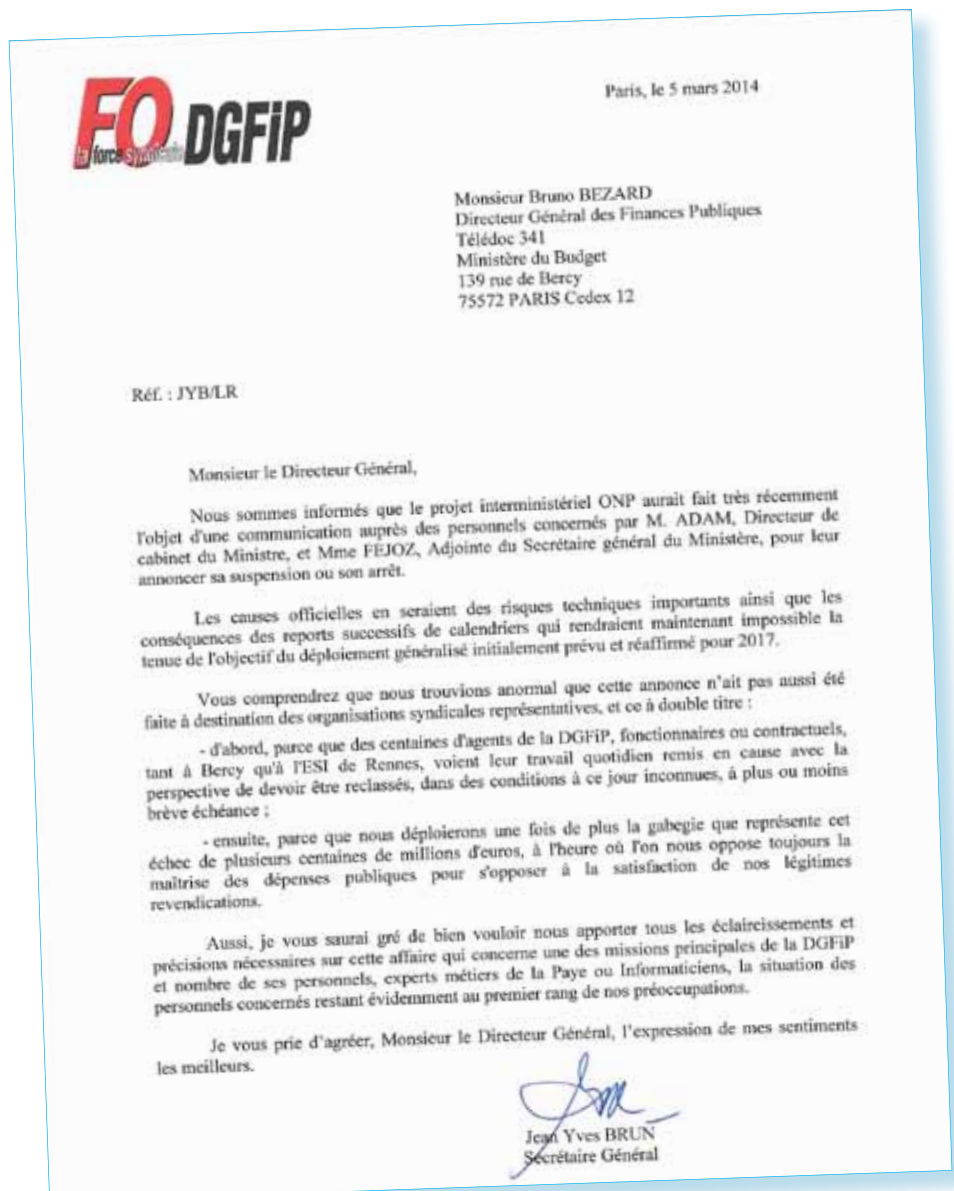 FO DGFiP
la force syndicale
Paris, le 5 mars 2014
Monsieur Bruno BEZARD
Directeur Général des Finances Publiques
Télédoc 341
Ministère du Budget
139 rue de Bercy
75572 PARIS Cedex 12
Réf. : JYB/LR
Monsieur le Directeur Général,
Nous sommes informés que le projet interministériel ONP aurait fait très récemment
l'objet d'une communication auprès des personnels concernés par M. ADAM, Directeur de
cabinet du Ministre, et Mme FEJOZ, Adjointe du Secrétaire général du Ministère, pour leur
annoncer sa suspension ou son arrêt.
Les causes officielles en seraient des risques techniques importants ainsi que les
conséquences des reports successifs de calendriers qui rendraient maintenant impossible la
tenue de l'objectif du déploiement généralisé initialement prévu et réaffirmé pour 2017.
Vous comprendrez que nous trouvions anormal que cette annonce n'ait pas aussi été
faite à destination des organisations syndicales représentatives, et ce à double titre :
- d'abord, parce que des centaines d'agents de la DGFiP, fonctionnaires ou contractuels,
tant à Bercy qu'à l'ESI de Rennes, voient leur travail quotidien remis en cause avec la
perspective de devoir être reclassés, dans des conditions à ce jour inconnues, à plus ou moins
brève échéance ;
- ensuite, parce que nous déploierons une fois de plus la gabegie que représente cet
échec de plusieurs centaines de millions d'euros, à l'heure où l'on nous oppose toujours la
maîtrise des dépenses publiques pour s'opposer à la satisfaction de nos légitimes
revendications.
Aussi, je vous saurai gré de bien vouloir nous apporter tous les éclaircissements et
précisions nécessaires sur cette affaire qui concerne une des missions principales de la DGFiP
et nombre de ses personnels, experts métiers de la Paye ou Informaticiens, la situation des
personnels concernés restant évidemment au premier rang de nos préoccupations.
Je vous prie d'agréer, Monsieur le Directeur Général, l'expression de mes sentiments
les meilleurs.
Jean Yves BRUN
Secrétaire Général